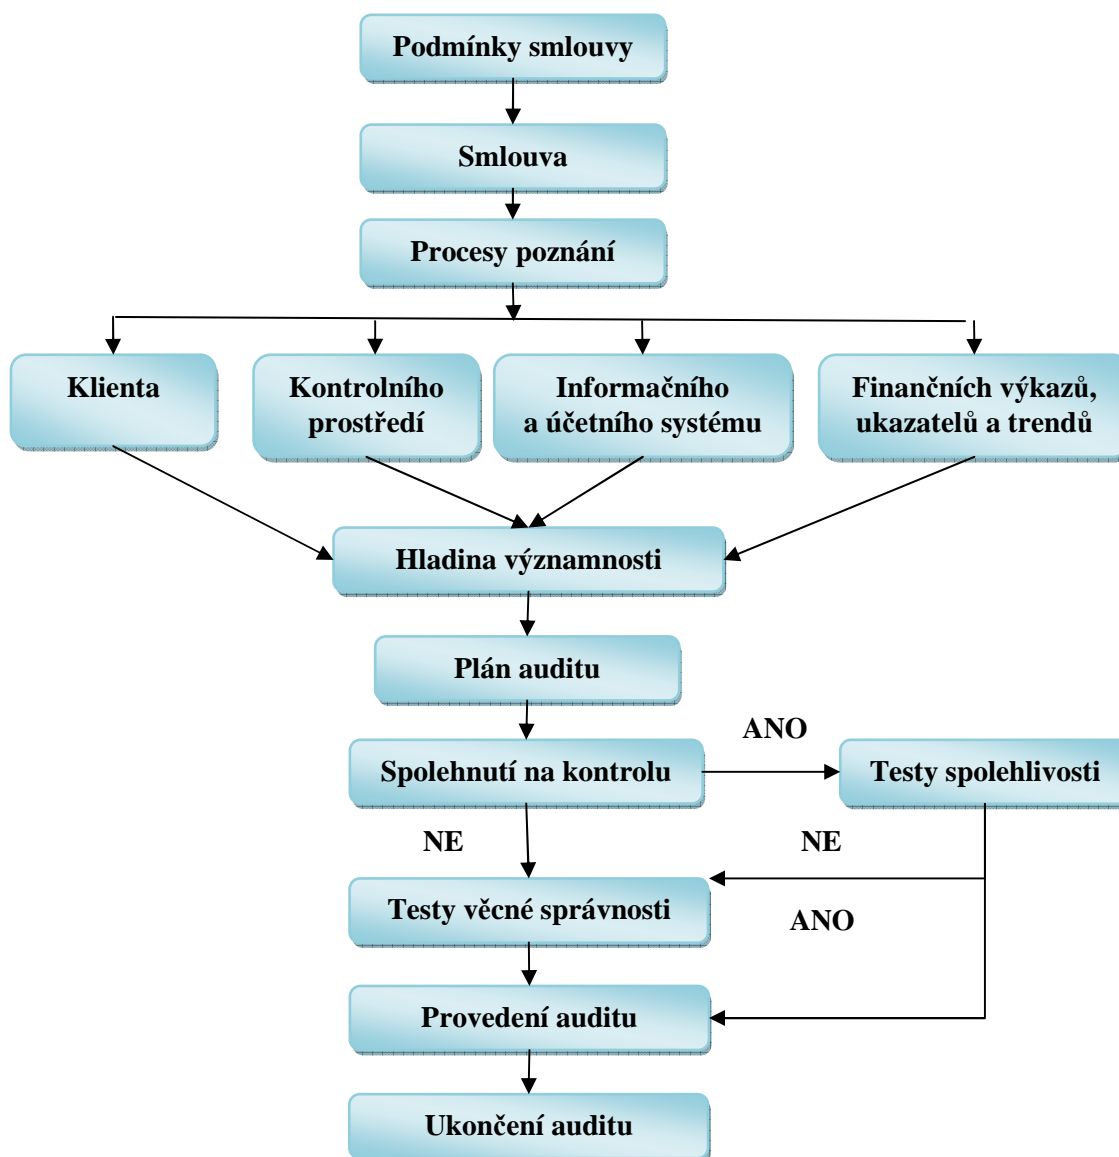 Podmínky smlouvy
Smlouva
Procesy poznání
Klienta
Kontrolního
prostředí
Informačního
a účetního systému
Finančních výkazů,
ukazatelů a trendů
Hladina významnosti
Plán auditu
ANO
Spolehnutí na kontrolu
Testy spolehlivosti
NE
NE
Testy věcné správnosti
ANO
Provedení auditu
Ukončení auditu